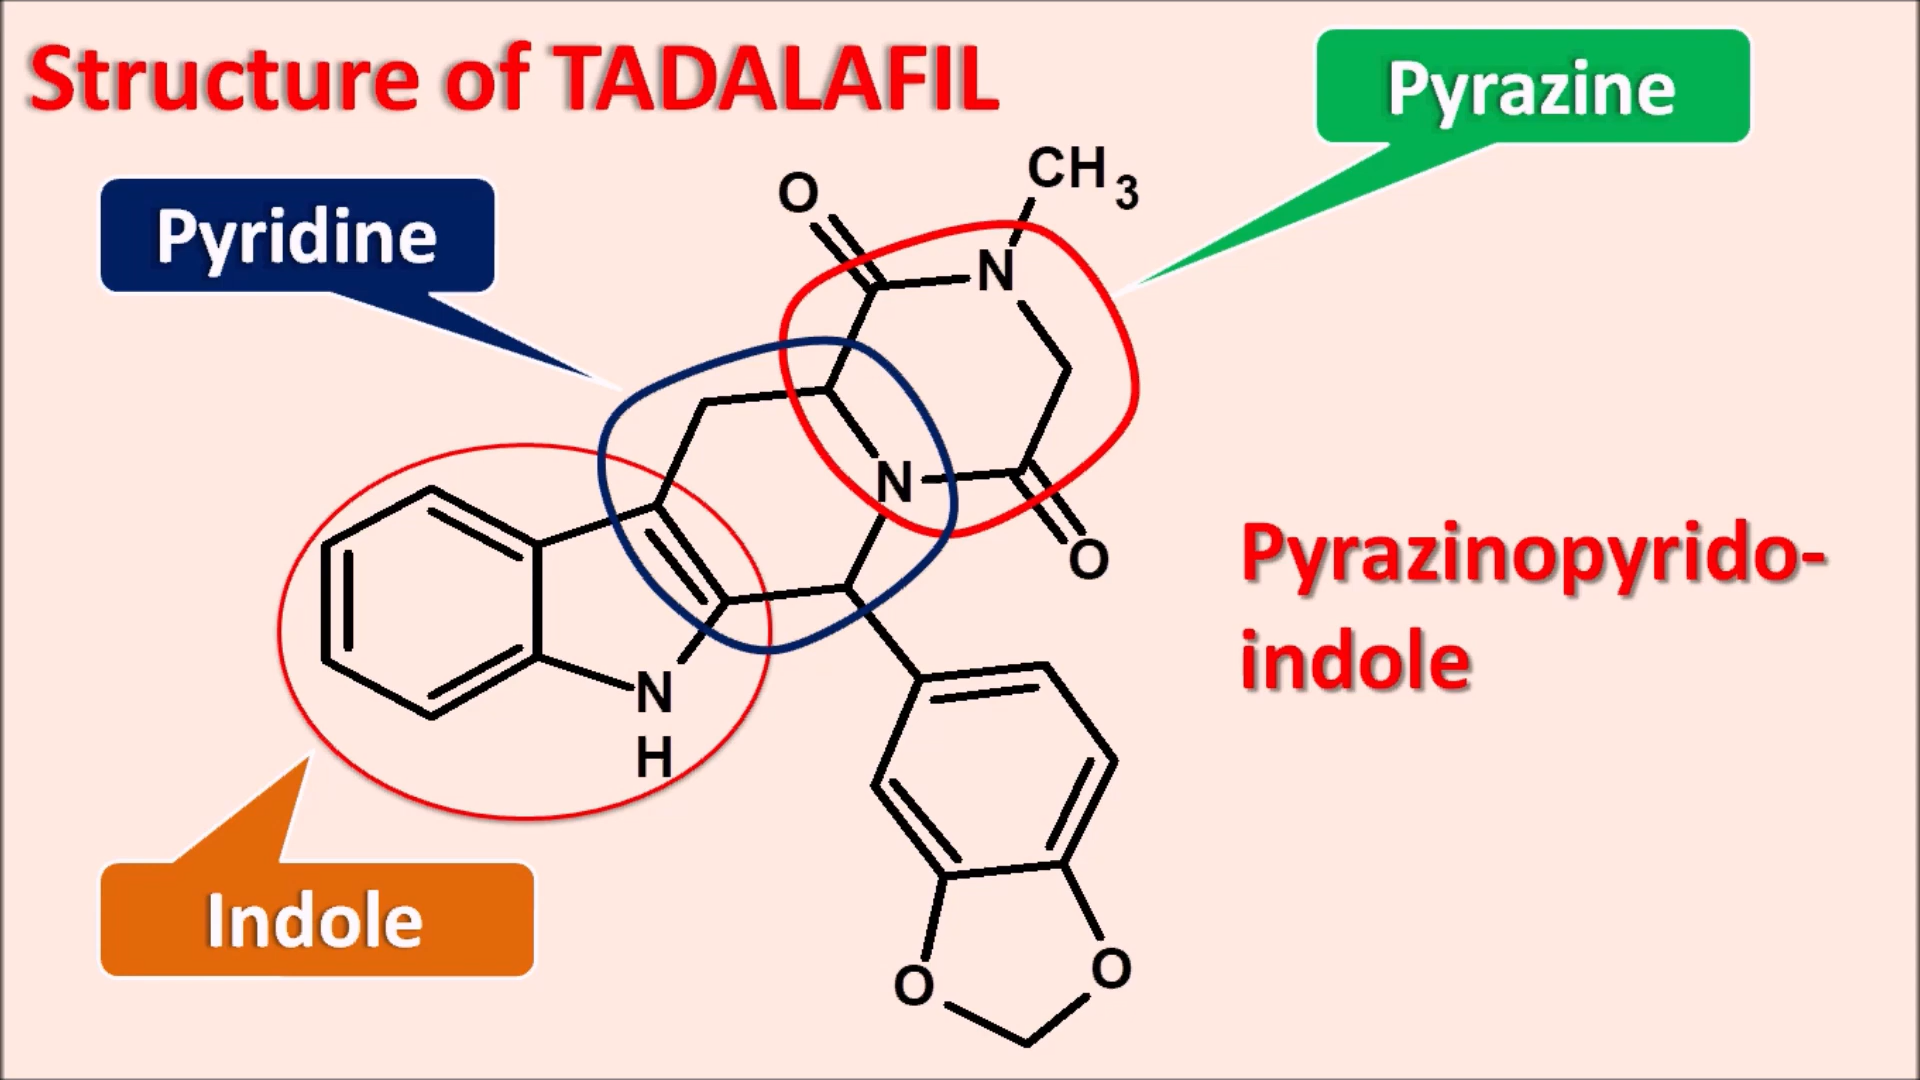 Structure of TADALAFIL
Pyrazine
Pyridine
CH3
O
N
N
O
Pyrazinopyrido-
indole
N
H
Indole
O
O